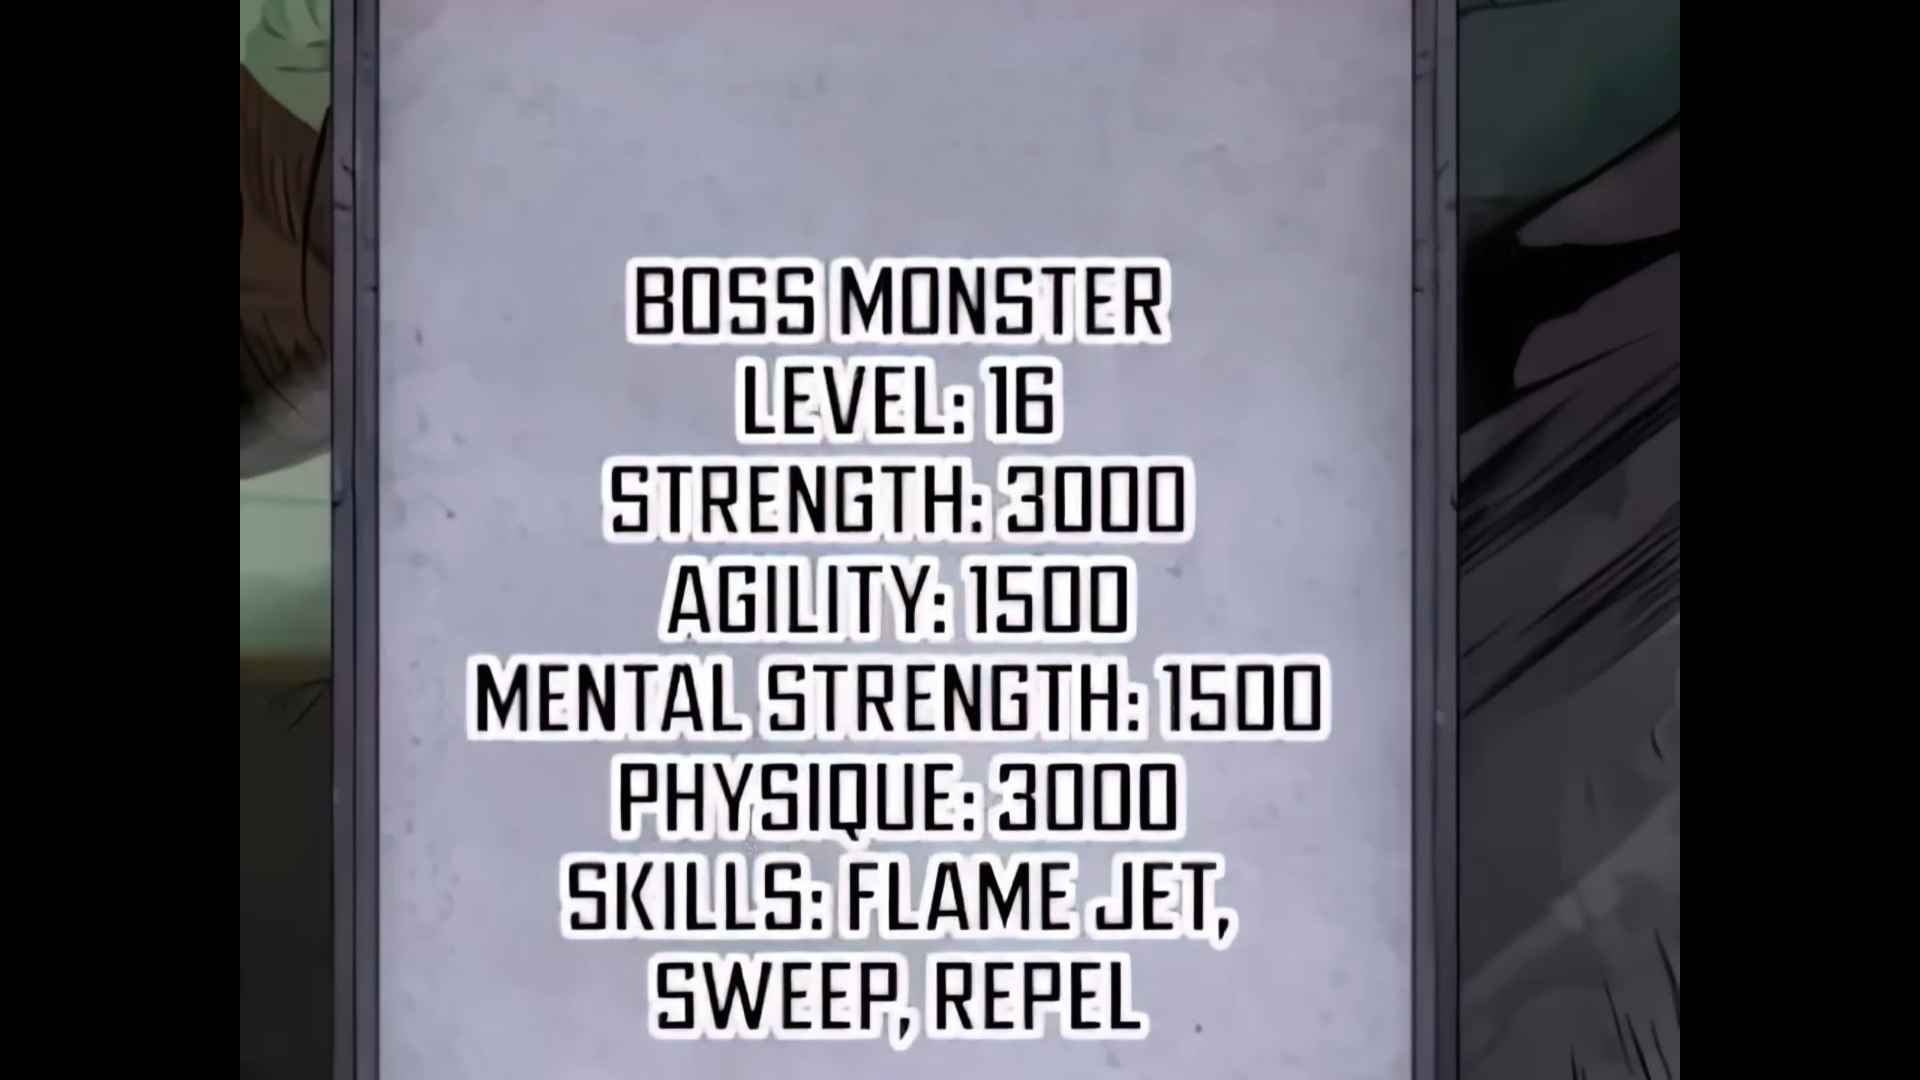 BOSS MONSTER
LEVEL: 16
STRENGTH: 3000
AGILITY: 1500
MENTAL STRENGTH: 1500
PHYSIQUE: 3000
SKILLS: FLAME JET,
SWEEP, REPEL